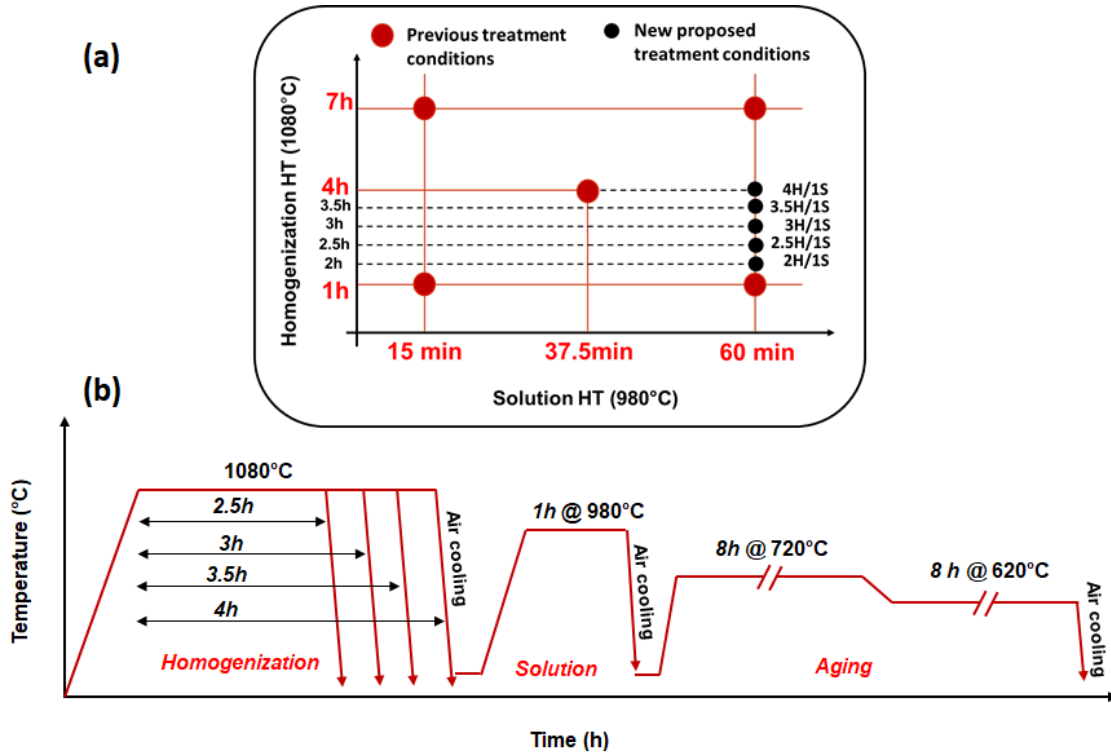 (a)
Previous treatment
conditions
New proposed
treatment conditions
Homogenization HT (1080°C)
7h
4h
3.5h
3h
2.5h
2h
1h
4H/1S
3.5H/1S
3H/1S
2.5H/1S
2H/1S
15 min
37.5min
60 min
Solution HT (980°C)
(b)
Temperature (°C)
1080°C
2.5h
3h
3.5h
4h
Air cooling
Homogenization
1h @ 980°C
Air cooling
Solution
8h @ 720°C
8 h @ 620°C
Air cooling
Aging
Time (h)